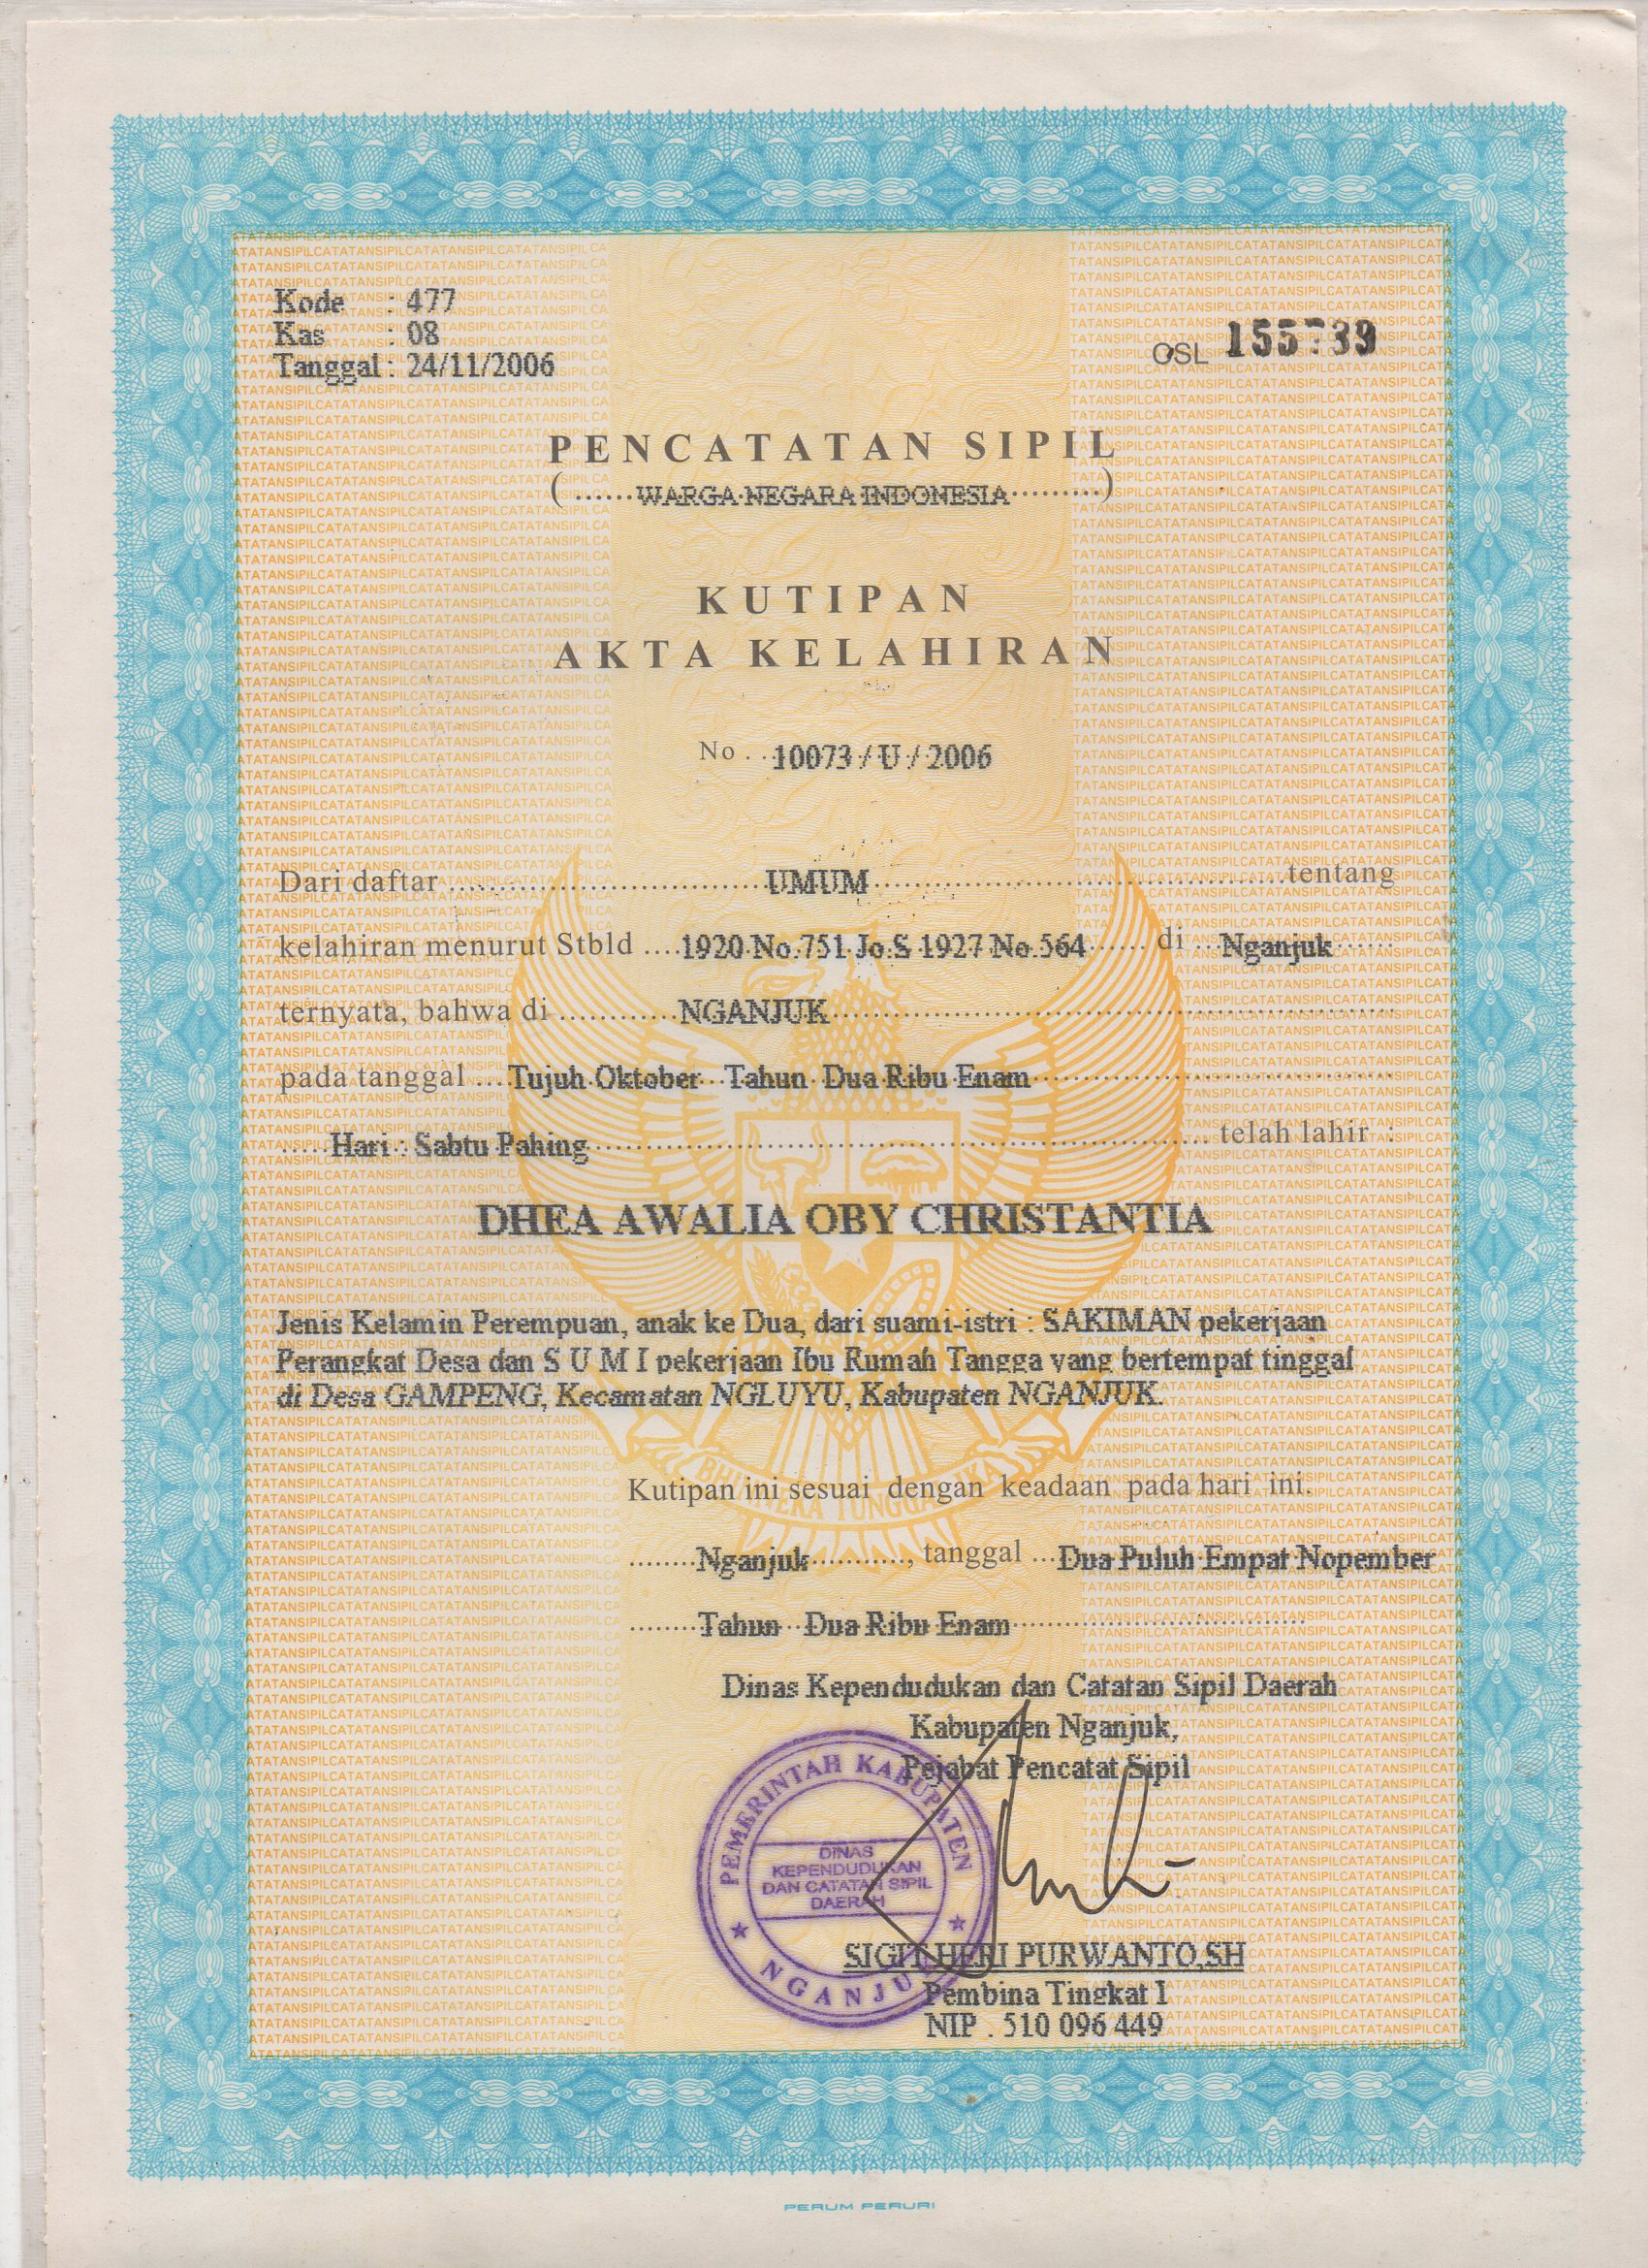 Kode : 477
Kas : 08
Tanggal : 24/11/2006
CSL
PENCATATAN SIPIL
( ...... WARGA NEGARA INDONESIA ......... )
KUTIPAN
AKTA KELAHIRAN
No . . 10073 / U / 2006
Dari daftar ........ UMUM ........ tentang
kelahiran menurut Stbld .... 1920 No.751 Jo.S 1927 No.564 ...... di ... Nganjuk ......
ternyata, bahwa di ............ NGANJUK ............
pada tanggal .... Tujuh Oktober Tahun Dua Ribu Enam ............
...... Hari : Sabtu Pahing ............ telah lahir :
DHEA AWALIA OBY CHRISTANTIA
Jenis Kelamin Perempuan, anak ke Dua, dari suami-istri : SAKIMAN pekerjaan
Perangkat Desa dan S U M I pekerjaan Ibu Rumah Tangga yang bertempat tinggal
di Desa GAMPENG, Kecamatan NGLUYU, Kabupaten NGANJUK.
BHINNEKA TUNGGAL IKA
Kutipan ini sesuai dengan keadaan pada hari ini.
........ Nganjuk ..........., tanggal ... Dua Puluh Empat Nopember
........ Tahun Dua Ribu Enam ............
Dinas Kependudukan dan Catatan Sipil Daerah
Kabupaten Nganjuk,
Pejabat Pencatat Sipil
PEMERINTAH KABUPATEN
DINAS
KEPENDUDUKAN
DAN CATATAN SIPIL
DAERAH
NGANJUK
SIGIT HERI PURWANTO,SH
Pembina Tingkat I
NIP . 510 096 449
PERUM PERURI